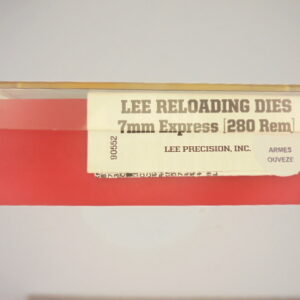 LEE RELOADING DIES
7mm Express [280 Rem]
90552
LEE PRECISION, INC.
ARMES
OUVEZE